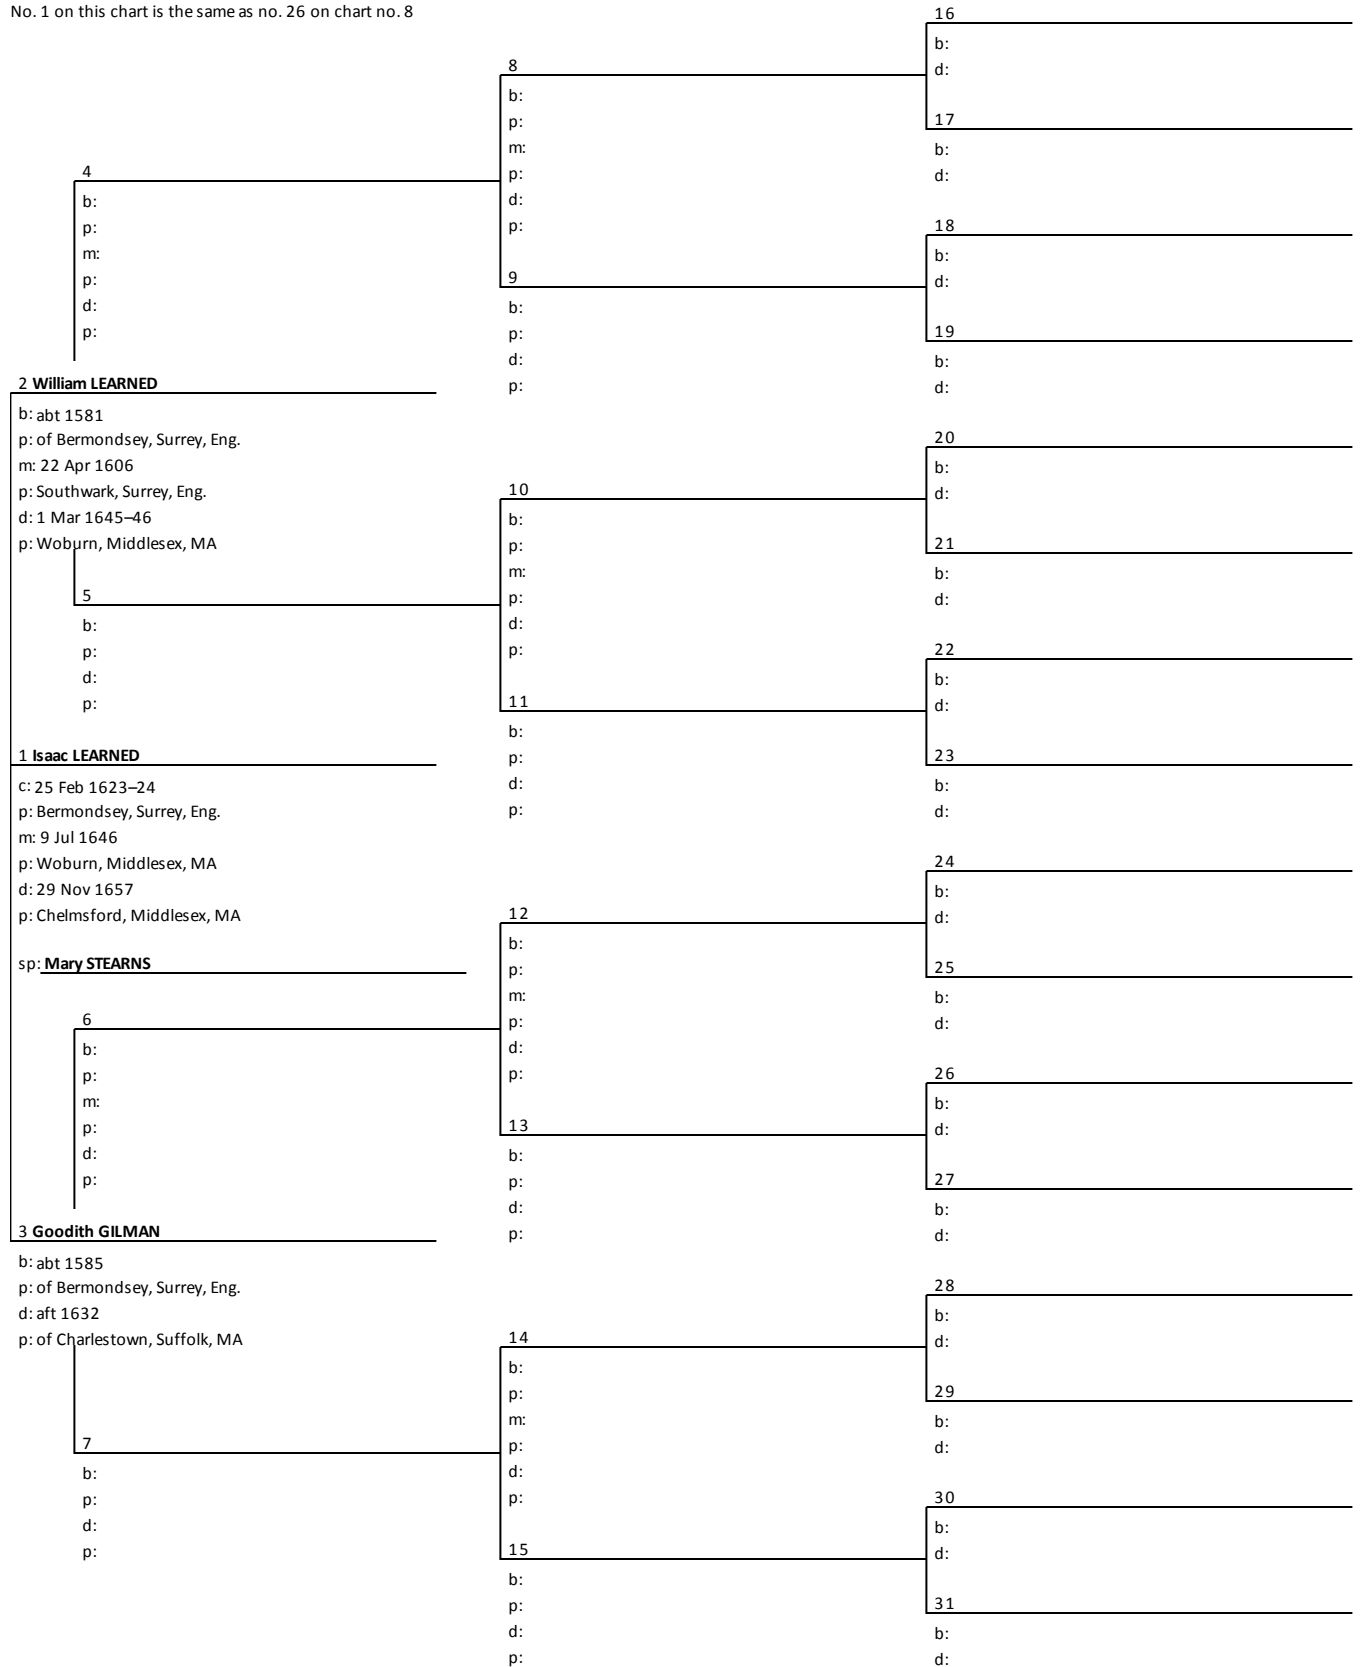 No. 1 on this chart is the same as no. 26 on chart no. 8
2 William LEARNED
b: abt 1581
p: of Bermondsey, Surrey, Eng.
m: 22 Apr 1606
p: Southwark, Surrey, Eng.
d: 1 Mar 1645–46
p: Woburn, Middlesex, MA
1 Isaac LEARNED
c: 25 Feb 1623–24
p: Bermondsey, Surrey, Eng.
m: 9 Jul 1646
p: Woburn, Middlesex, MA
d: 29 Nov 1657
p: Chelmsford, Middlesex, MA
sp: Mary STEARNS
3 Goodith GILMAN
b: abt 1585
p: of Bermondsey, Surrey, Eng.
d: aft 1632
p: of Charlestown, Suffolk, MA
4
b:
p:
m:
p:
d:
p:
5
b:
p:
d:
p:
6
b:
p:
m:
p:
d:
p:
7
b:
p:
d:
p:
8
b:
p:
m:
p:
d:
p:
9
b:
p:
d:
p:
10
b:
p:
m:
p:
d:
p:
11
b:
p:
d:
p:
12
b:
p:
m:
p:
d:
p:
13
b:
p:
d:
p:
14
b:
p:
m:
p:
d:
p:
15
b:
p:
d:
p:
16
b:
d:
17
b:
d:
18
b:
d:
19
b:
d:
20
b:
d:
21
b:
d:
22
b:
d:
23
b:
d:
24
b:
d:
25
b:
d:
26
b:
d:
27
b:
d:
28
b:
d:
29
b:
d:
30
b:
d:
31
b:
d: